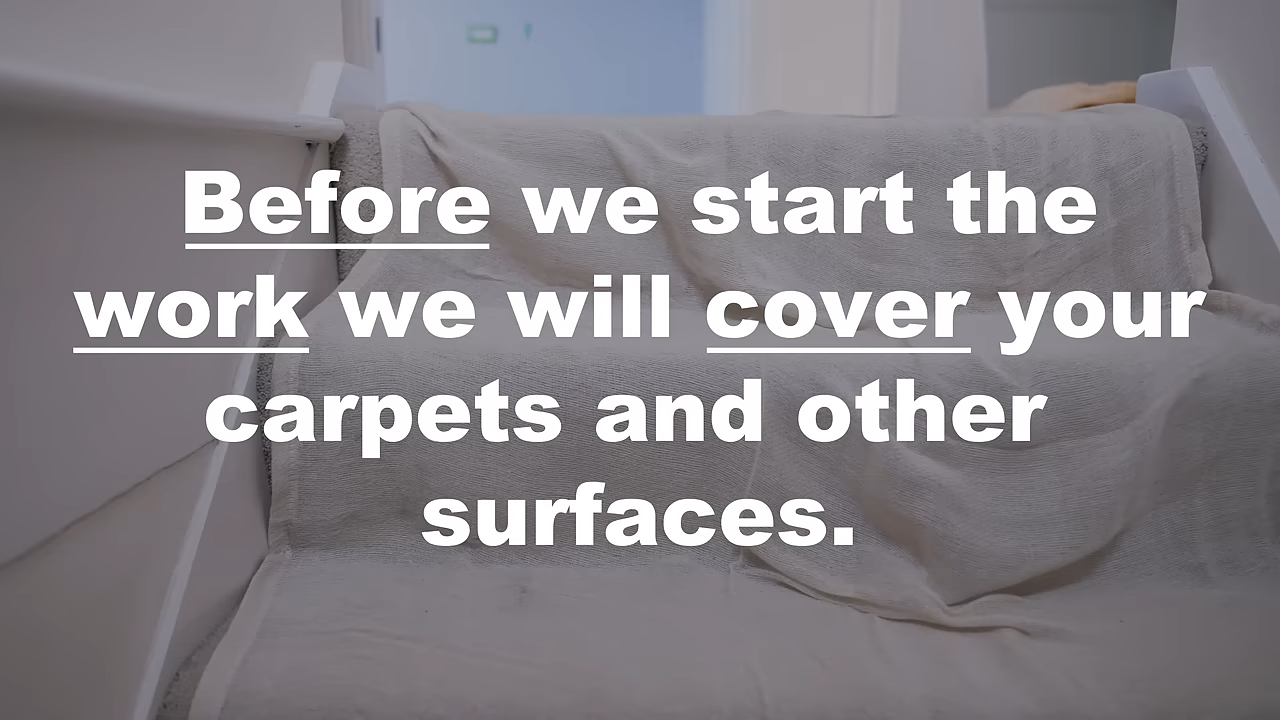 Before we start the
work we will cover your
carpets and other
surfaces.